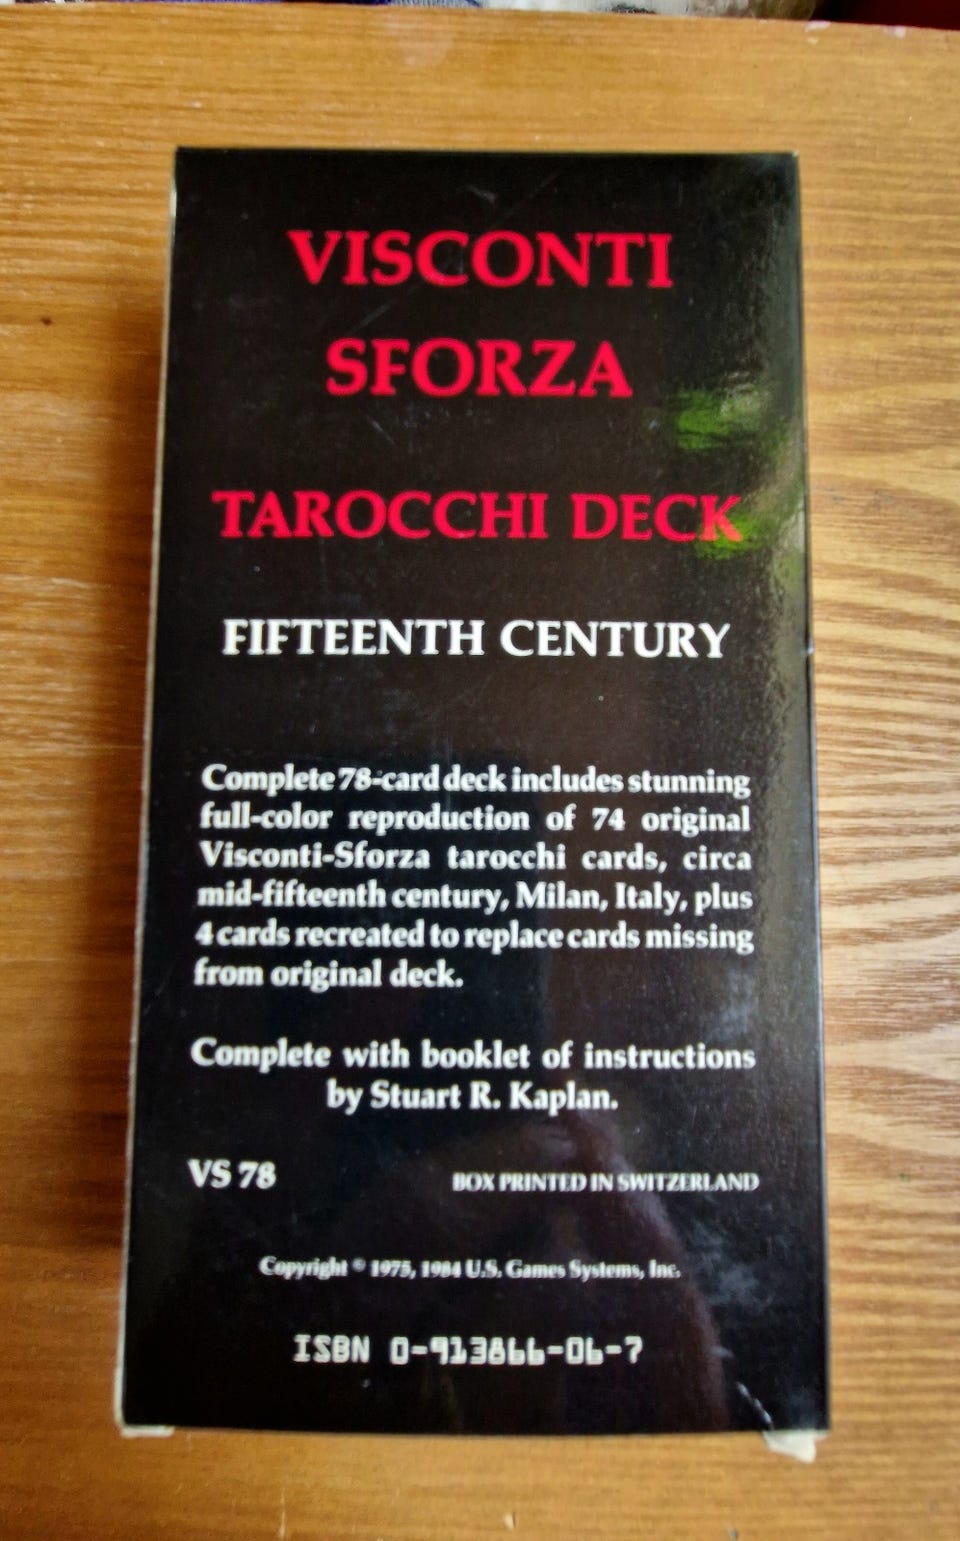 VISCONTI
SFORZA
TAROCCHI DECK
FIFTEENTH CENTURY
Complete 78-card deck includes stunning
full-color reproduction of 74 original
Visconti-Sforza tarocchi cards, circa
mid-fifteenth century, Milan, Italy, plus
4 cards recreated to replace cards missing
from original deck.
Complete with booklet of instructions
by Stuart R. Kaplan.
VS 78 BOX PRINTED IN SWITZERLAND
Copyright © 1975, 1984 U.S. Games Systems, Inc.
ISBN 0-913866-06-7